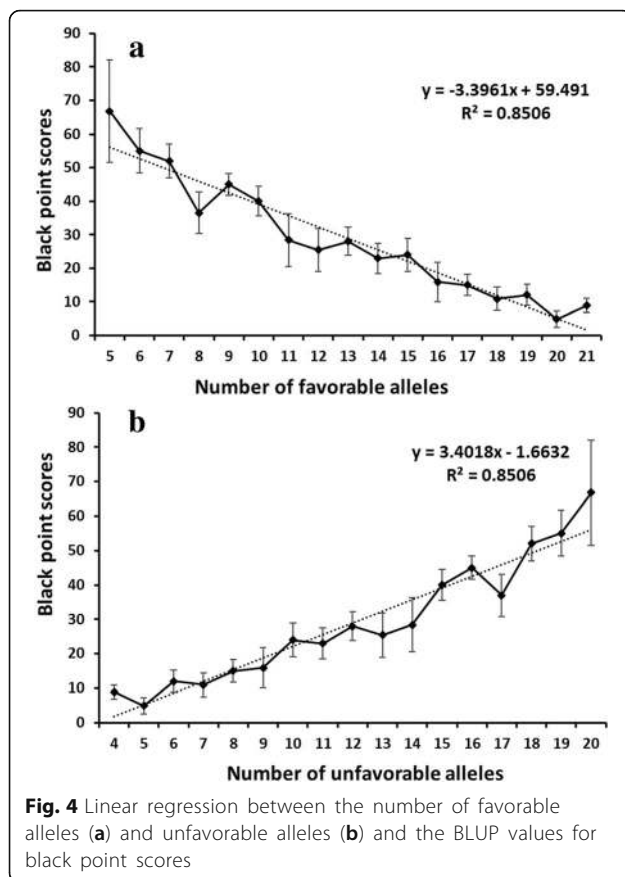 a
y = -3.3961x + 59.491
R² = 0.8506
Black point scores
90
80
70
60
50
40
30
20
10
0
5 6 7 8 9 10 11 12 13 14 15 16 17 18 19 20 21
Number of favorable alleles
b
y = 3.4018x - 1.6632
R² = 0.8506
Black point scores
90
80
70
60
50
40
30
20
10
0
4 5 6 7 8 9 10 11 12 13 14 15 16 17 18 19 20
Number of unfavorable alleles
Fig. 4 Linear regression between the number of favorable
alleles (a) and unfavorable alleles (b) and the BLUP values for
black point scores